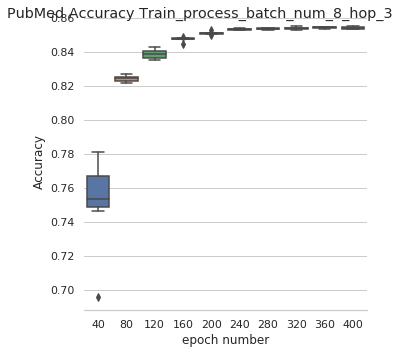 PubMed Accuracy Train_process_batch_num_8_hop_3
0.86
0.84
0.82
0.80
0.78
0.76
0.74
0.72
0.70
Accuracy
40 80 120 160 200 240 280 320 360 400
epoch number